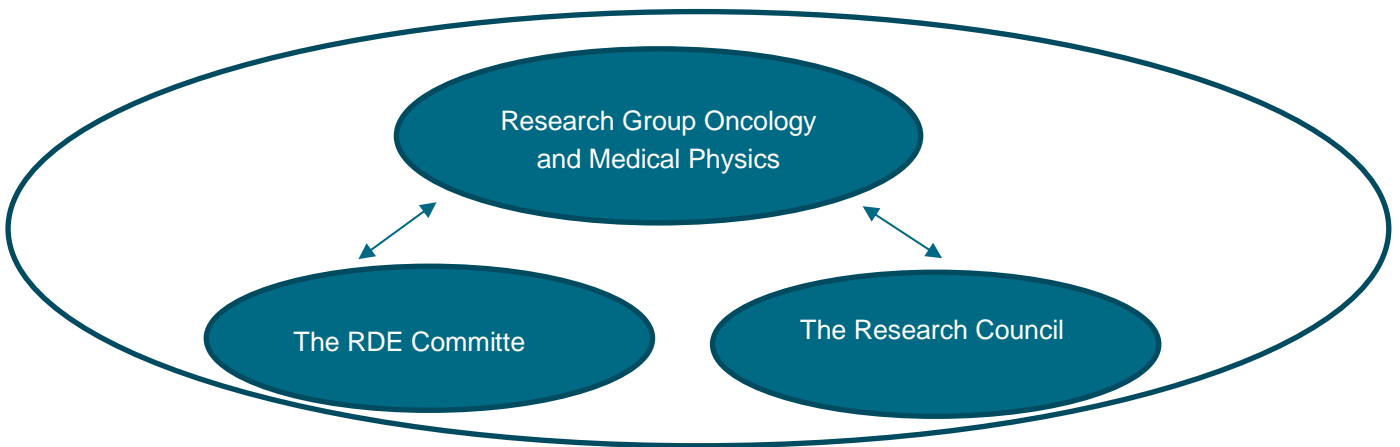 Research Group Oncology
and Medical Physics
The RDE Committe
The Research Council